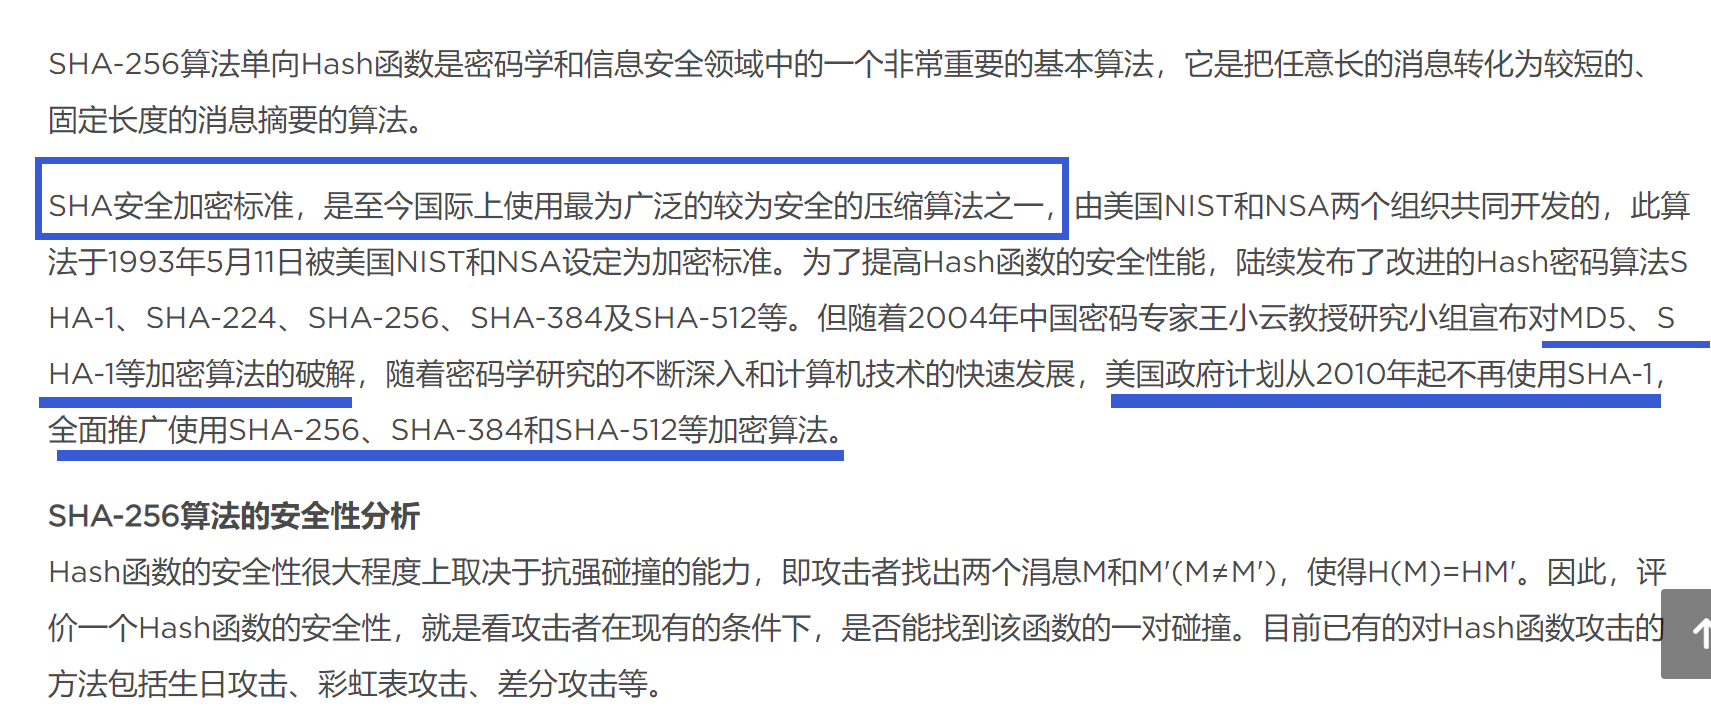 SHA-256算法单向Hash函数是密码学和信息安全领域中的一个非常重要的基本算法，它是把任意长的消息转化为较短的、
固定长度的消息摘要的算法。
SHA安全加密标准，是至今国际上使用最为广泛的较为安全的压缩算法之一，由美国NIST和NSA两个组织共同开发的，此算
法于1993年5月11日被美国NIST和NSA设定为加密标准。为了提高Hash函数的安全性能，陆续发布了改进的Hash密码算法S
HA-1、SHA-224、SHA-256、SHA-384及SHA-512等。但随着2004年中国密码专家王小云教授研究小组宣布对MD5、S
HA-1等加密算法的破解，随着密码学研究的不断深入和计算机技术的快速发展，美国政府计划从2010年起不再使用SHA-1，
全面推广使用SHA-256、SHA-384和SHA-512等加密算法。
SHA-256算法的安全性分析
Hash函数的安全性很大程度上取决于抗强碰撞的能力，即攻击者找出两个涓息M和M′(M≠M′)，使得H(M)=HM′。因此，评
价一个Hash函数的安全性，就是看攻击者在现有的条件下，是否能找到该函数的一对碰撞。目前已有的对Hash函数攻击的
方法包括生日攻击、彩虹表攻击、差分攻击等。